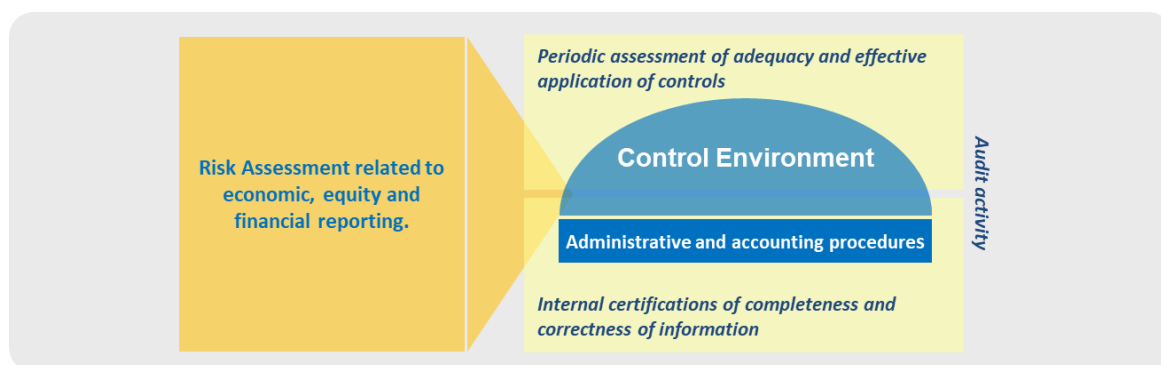 Risk Assessment related to
economic, equity and
financial reporting.
Periodic assessment of adequacy and effective
application of controls
Control Environment
Administrative and accounting procedures
Internal certifications of completeness and
correctness of information
Audit activity